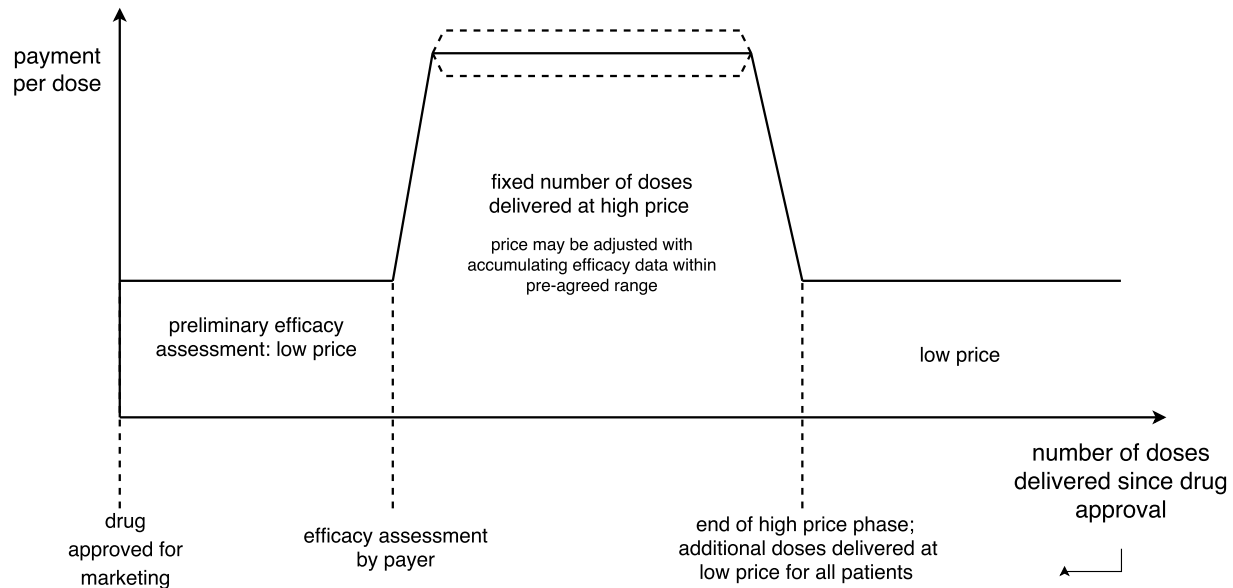 payment
per dose
fixed number of doses
delivered at high price
price may be adjusted with
accumulating efficacy data within
pre-agreed range
preliminary efficacy
assessment: low price
low price
number of doses
delivered since drug
approval
drug
approved for
marketing
efficacy assessment
by payer
end of high price phase;
additional doses delivered at
low price for all patients